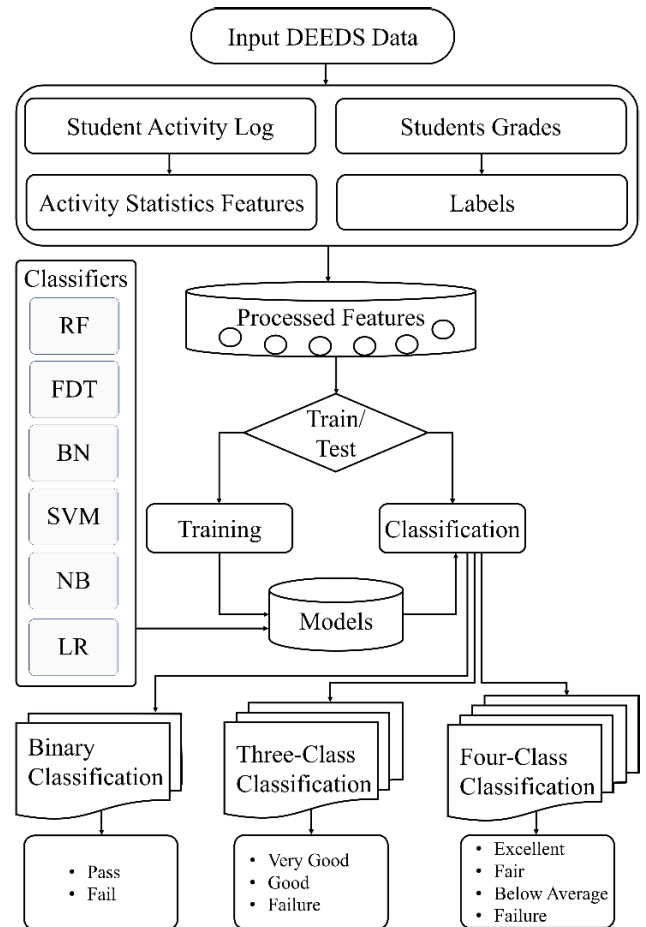 Input DEEDS Data
Student Activity Log
Students Grades
Activity Statistics Features
Labels
Classifiers
RF
FDT
BN
SVM
NB
LR
Processed Features
Train/
Test
Training
Classification
Models
Binary
Classification
Three-Class
Classification
Four-Class
Classification
• Pass
• Fail
• Very Good
• Good
• Failure
• Excellent
• Fair
• Below Average
• Failure